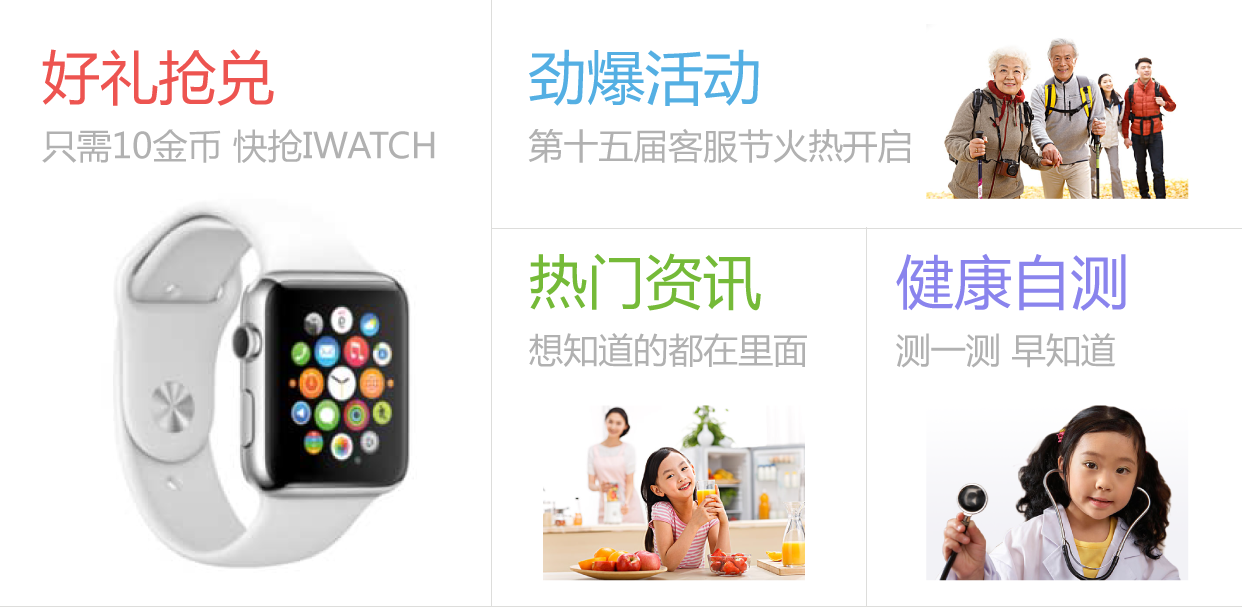 好礼抢兑
只需10金币 快抢IWATCH
劲爆活动
第十五届客服节火热开启
热门资讯
想知道的都在里面
健康自测
测一测 早知道